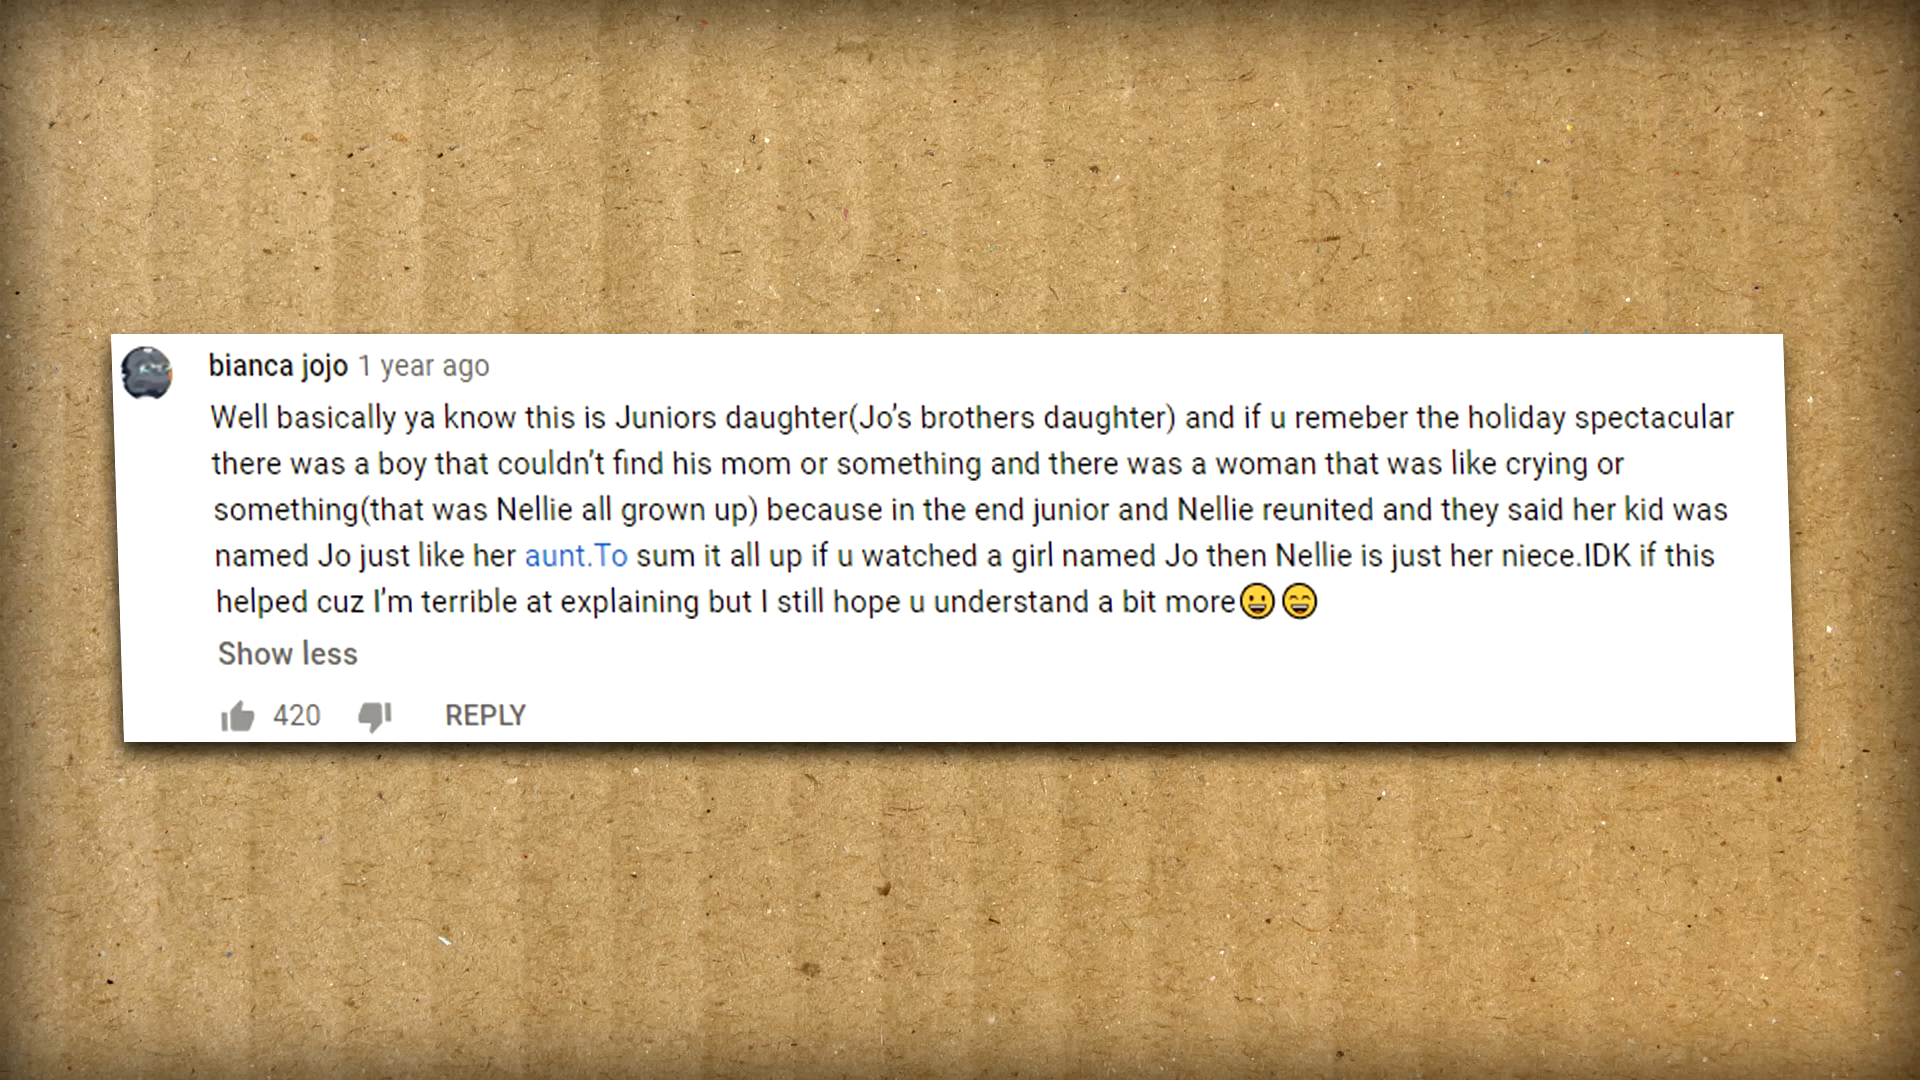 bianca jojo 1 year ago
Well basically ya know this is Juniors daughter(Jo's brothers daughter) and if u remeber the holiday spectacular
there was a boy that couldn't find his mom or something and there was a woman that was like crying or
something(that was Nellie all grown up) because in the end junior and Nellie reunited and they said her kid was
named Jo just like her aunt.To sum it all up if u watched a girl named Jo then Nellie is just her niece.IDK if this
helped cuz I'm terrible at explaining but I still hope u understand a bit more😀😄
Show less
420 REPLY